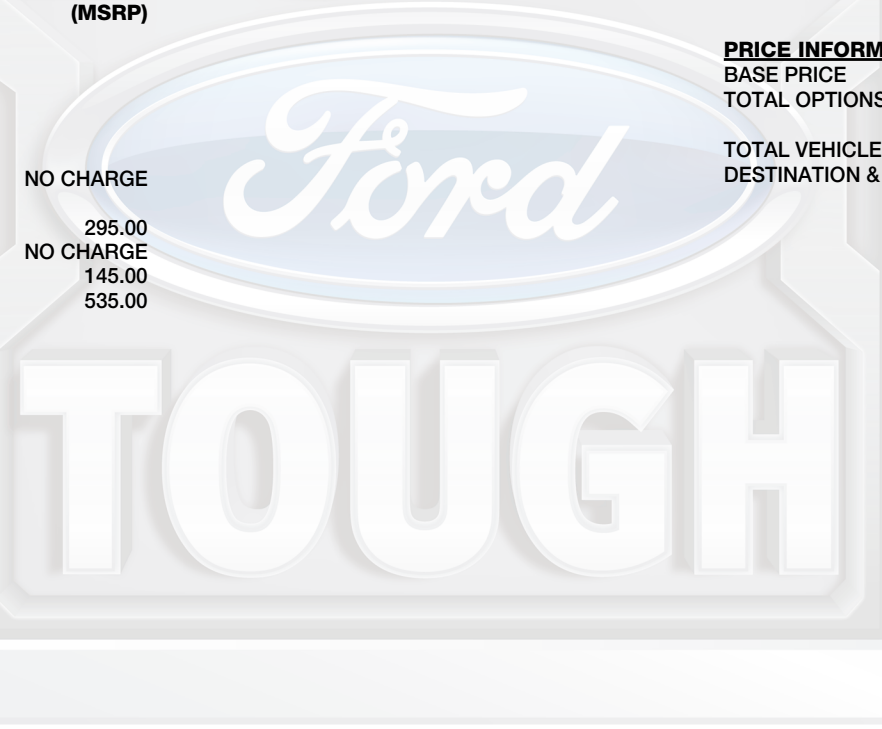 (MSRP)
NO CHARGE
295.00
NO CHARGE
145.00
535.00
PRICE INFORM
BASE PRICE
TOTAL OPTIONS
TOTAL VEHICLE
DESTINATION &
Ford
TOUGH